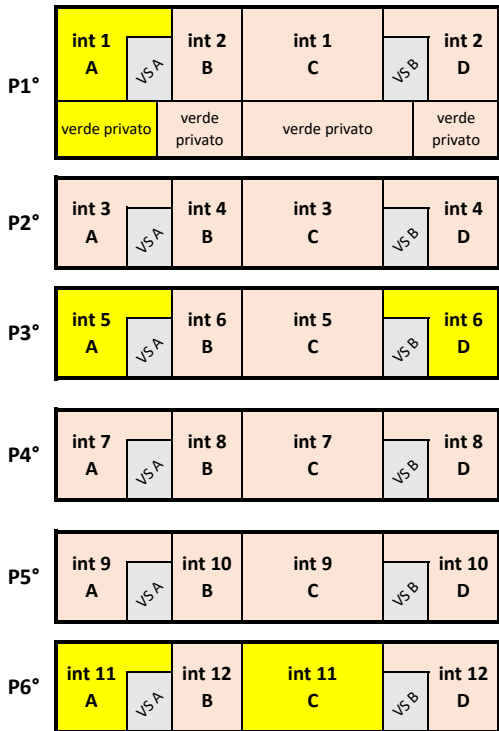 P1°
int 1
A
VS A
int 2
B
int 1
C
VS B
int 2
D
verde privato
verde
privato
verde privato
verde
privato
P2°
int 3
A
VS A
int 4
B
int 3
C
VS B
int 4
D
P3°
int 5
A
VS A
int 6
B
int 5
C
VS B
int 6
D
P4°
int 7
A
VS A
int 8
B
int 7
C
VS B
int 8
D
P5°
int 9
A
VS A
int 10
B
int 9
C
VS B
int 10
D
P6°
int 11
A
VS A
int 12
B
int 11
C
VS B
int 12
D